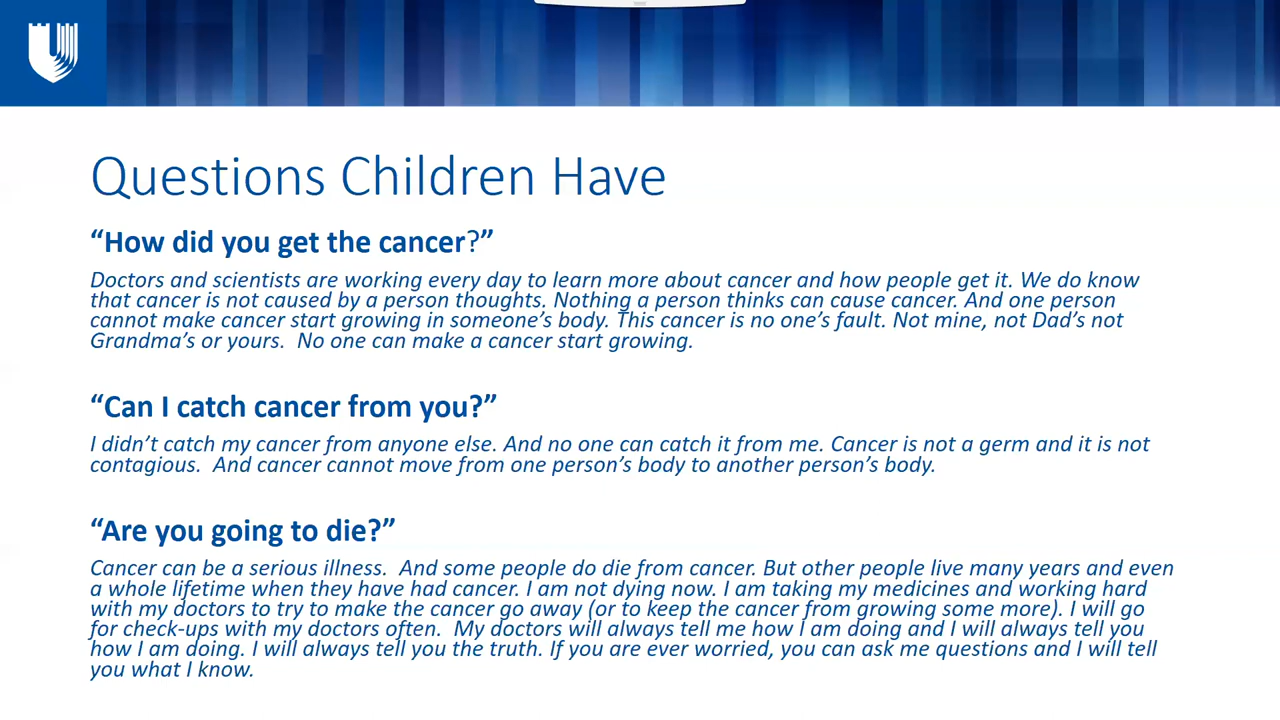 Questions Children Have
“How did you get the cancer?”
Doctors and scientists are working every day to learn more about cancer and how people get it. We do know
that cancer is not caused by a person thoughts. Nothing a person thinks can cause cancer. And one person
cannot make cancer start growing in someone’s body. This cancer is no one’s fault. Not mine, not Dad’s not
Grandma’s or yours.  No one can make a cancer start growing.
“Can I catch cancer from you?”
I didn’t catch my cancer from anyone else. And no one can catch it from me. Cancer is not a germ and it is not
contagious.  And cancer cannot move from one person’s body to another person’s body.
“Are you going to die?”
Cancer can be a serious illness.  And some people do die from cancer. But other people live many years and even
a whole lifetime when they have had cancer. I am not dying now. I am taking my medicines and working hard
with my doctors to try to make the cancer go away (or to keep the cancer from growing some more). I will go
for check-ups with my doctors often.  My doctors will always tell me how I am doing and I will always tell you
how I am doing. I will always tell you the truth. If you are ever worried, you can ask me questions and I will tell
you what I know.